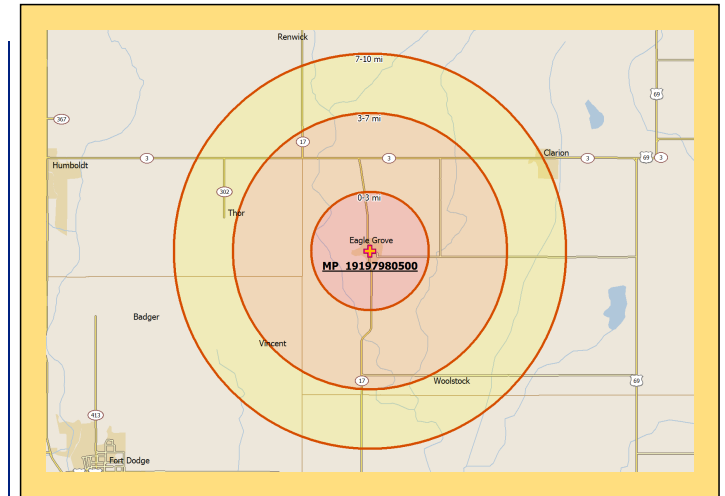 Renwick
7-10 mi
69
367
3-7 mi
17
Clarion
3
3
3
69
3
Humboldt
302
0-3 mi
Thor
Eagle Grove
MP 19197980500
Badger
Vincent
17
Woolstock
69
413
Fort Dodge